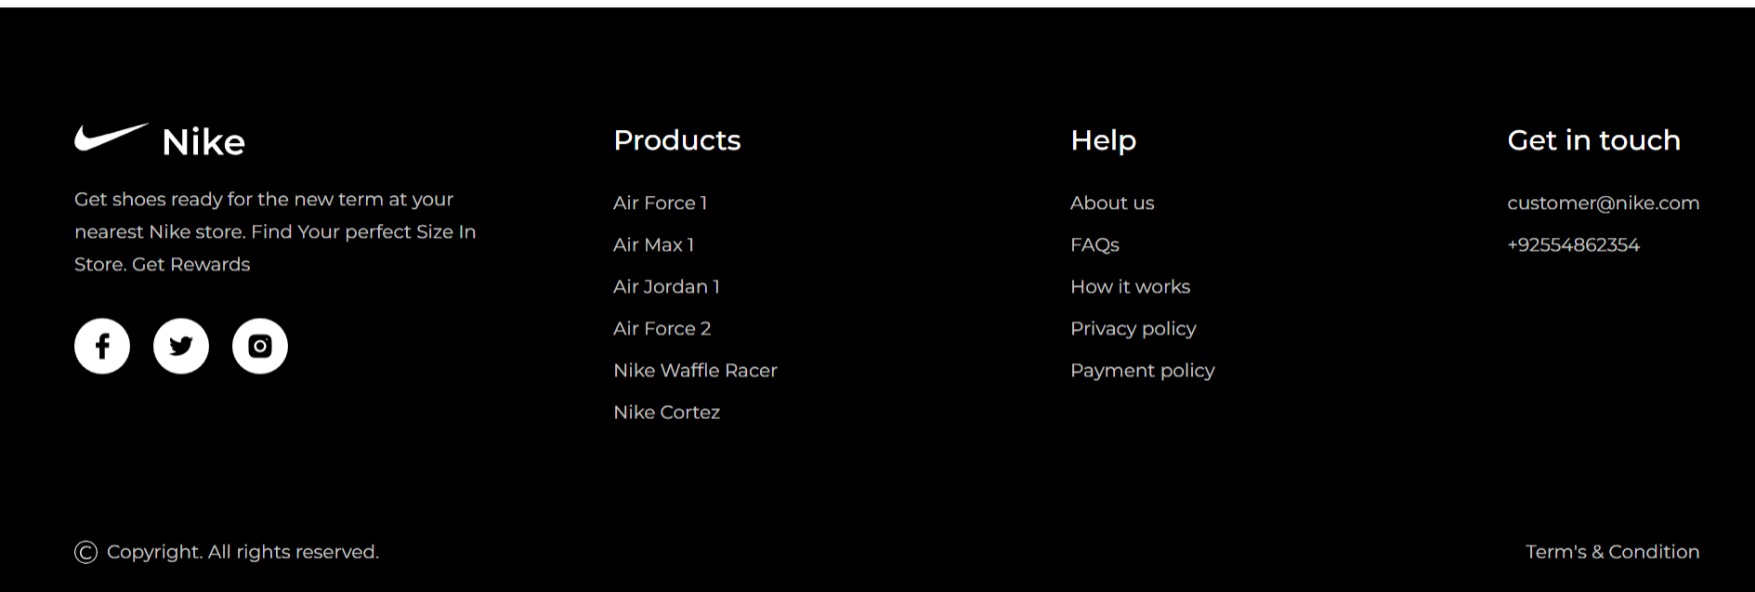 Nike
Get shoes ready for the new term at your
nearest Nike store. Find Your perfect Size In
Store. Get Rewards
Products
Air Force 1
Air Max 1
Air Jordan 1
Air Force 2
Nike Waffle Racer
Nike Cortez
Help
About us
FAQs
How it works
Privacy policy
Payment policy
Get in touch
customer@nike.com
+92554862354
© Copyright. All rights reserved.
Term's & Condition